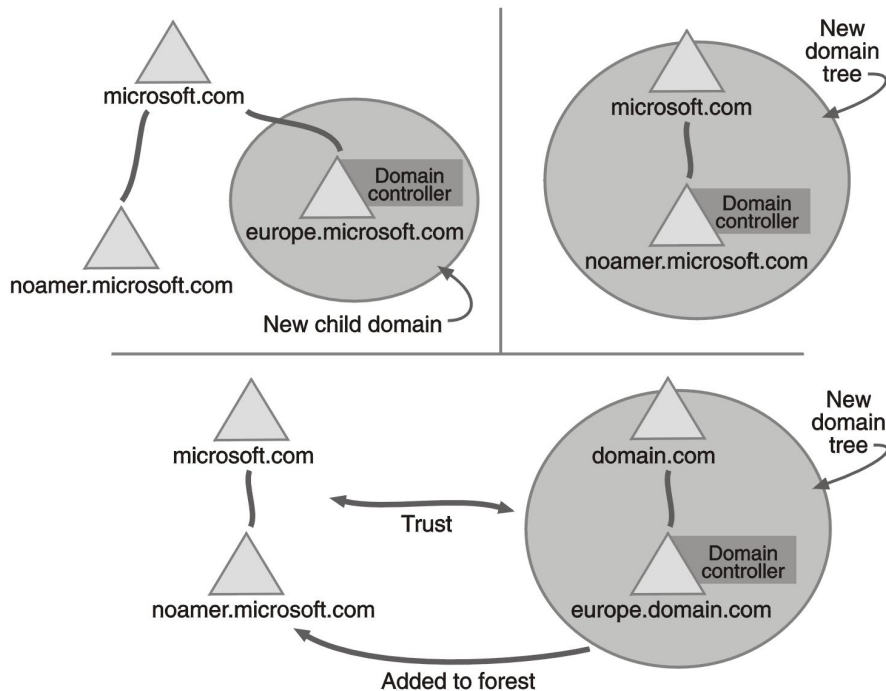 microsoft.com
Domain
controller
europe.microsoft.com
noamer.microsoft.com
New child domain
New
domain
tree
microsoft.com
Domain
controller
noamer.microsoft.com
microsoft.com
Trust
noamer.microsoft.com
Added to forest
New
domain
tree
domain.com
Domain
controller
europe.domain.com